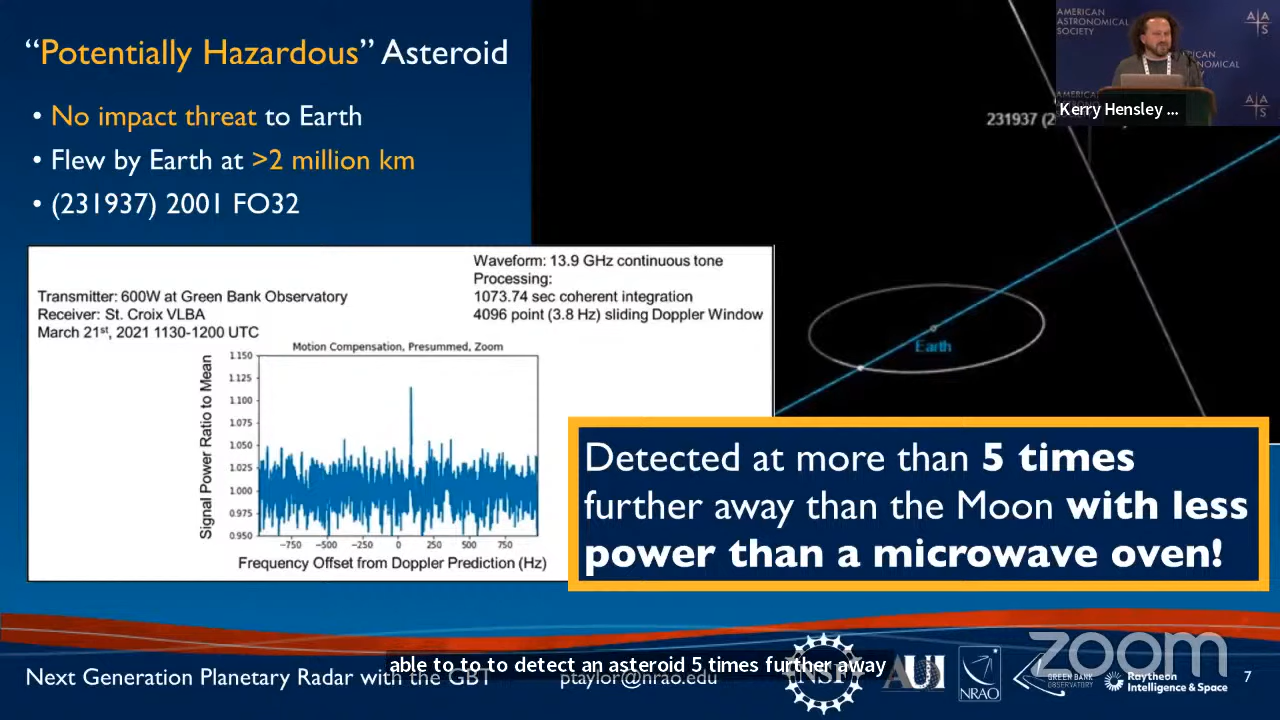 “Potentially Hazardous” Asteroid
• No impact threat to Earth
• Flew by Earth at >2 million km
• (231937) 2001 FO32
AMERICAN
ASTRONOMICAL
SOCIETY
Kerry Hensley ...
231937 (2
Earth
Waveform: 13.9 GHz continuous tone
Processing:
1073.74 sec coherent integration
4096 point (3.8 Hz) sliding Doppler Window
Transmitter: 600W at Green Bank Observatory
Receiver: St. Croix VLBA
March 21st, 2021 1130-1200 UTC
Motion Compensation, Presummed, Zoom
Signal Power Ratio to Mean
1.150
1.125
1.100
1.075
1.050
1.025
1.000
0.975
0.950
−750 −500 −250 0 250 500 750
Frequency Offset from Doppler Prediction (Hz)
Detected at more than 5 times
further away than the Moon with less
power than a microwave oven!
able to to to detect an asteroid 5 times further away
Next Generation Planetary Radar with the GBT
ptaylor@nrao.edu
NSF
AUI
NRAO
GREEN BANK
OBSERVATORY
Raytheon
Intelligence & Space
zoom
7